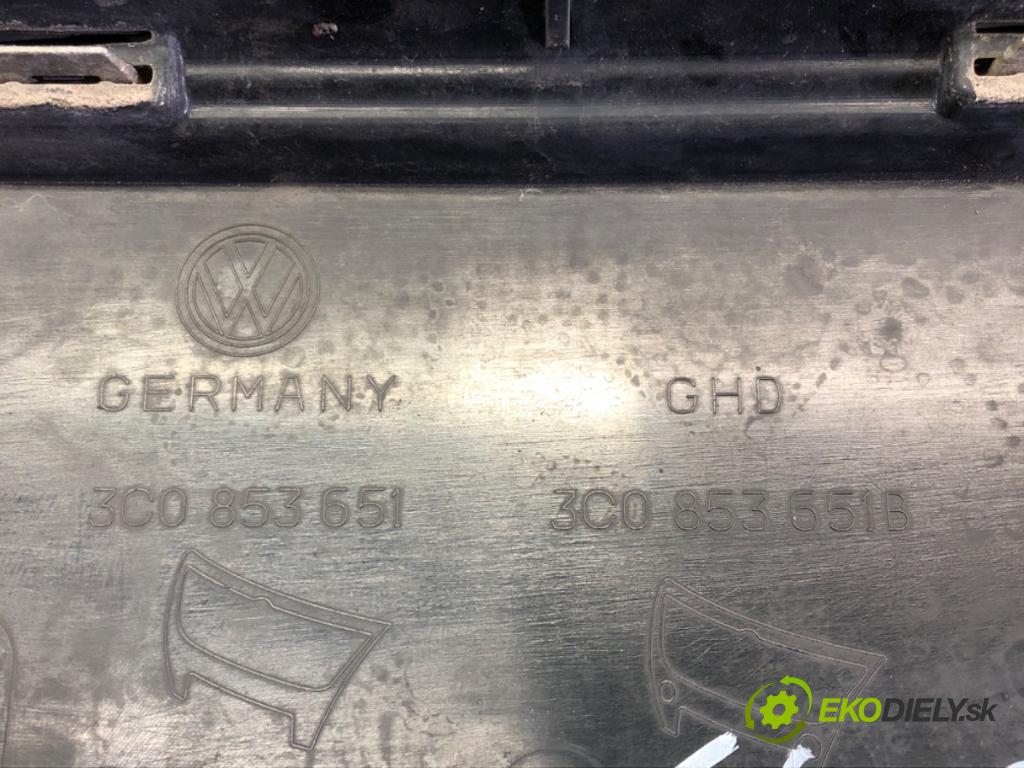 GERMANY GHD
3C0 853 651 3C0 853 651B
EKODIELY.sk